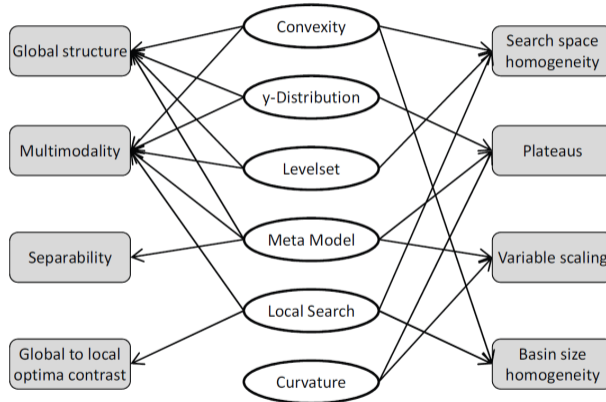 Convexity
Global structure
Search space
homogeneity
y-Distribution
Multimodality
Levelset
Plateaus
Separability
Meta Model
Variable scaling
Local Search
Global to local
optima contrast
Curvature
Basin size
homogeneity